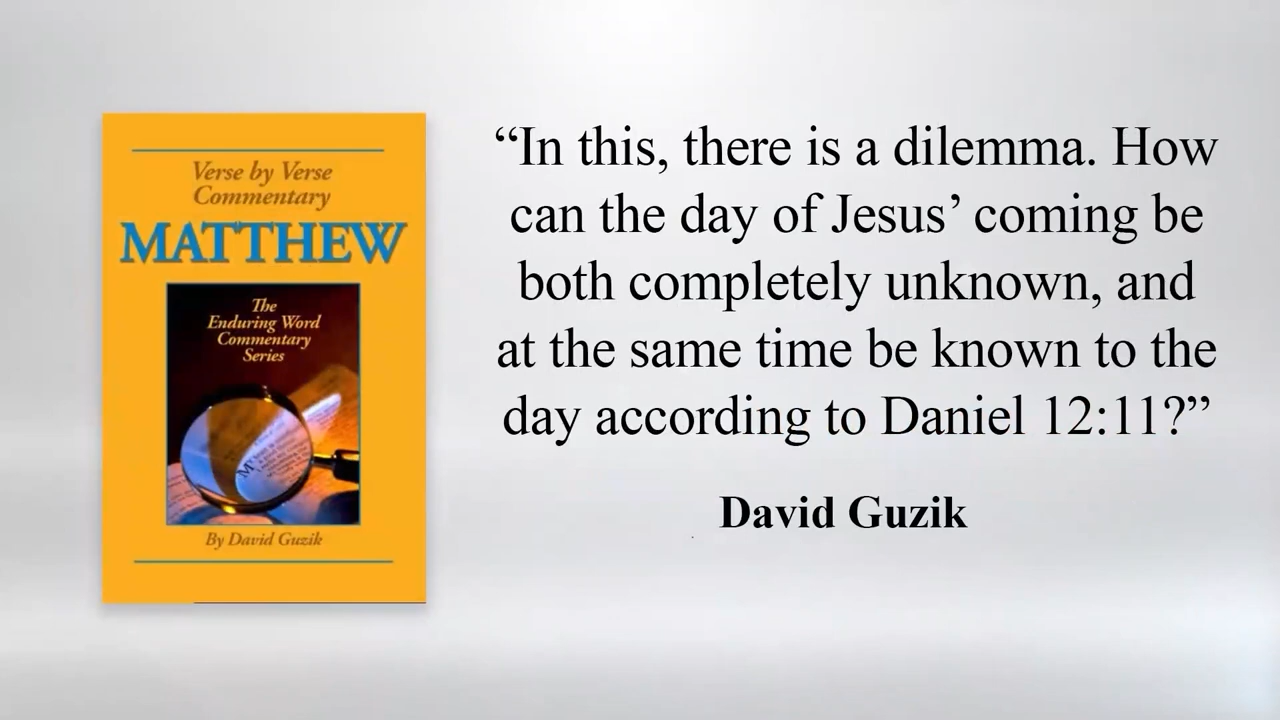 Verse by Verse
Commentary
MATTHEW
The
Enduring Word
Commentary
Series
By David Guzik
“In this, there is a dilemma. How
can the day of Jesus’ coming be
both completely unknown, and
at the same time be known to the
day according to Daniel 12:11?”
David Guzik